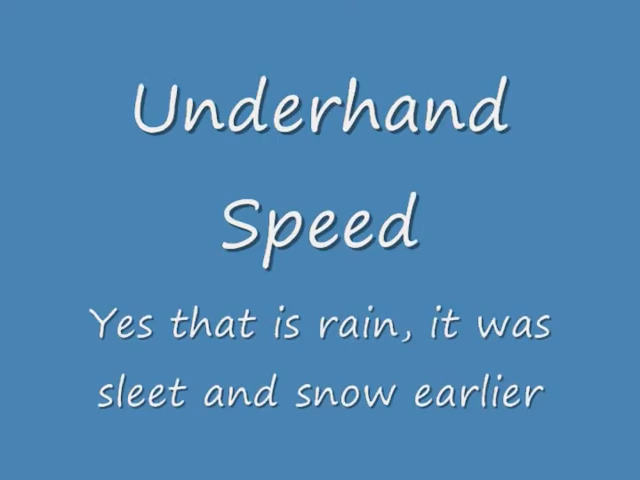 Underhand
Speed
Yes that is rain, it was
sleet and snow earlier